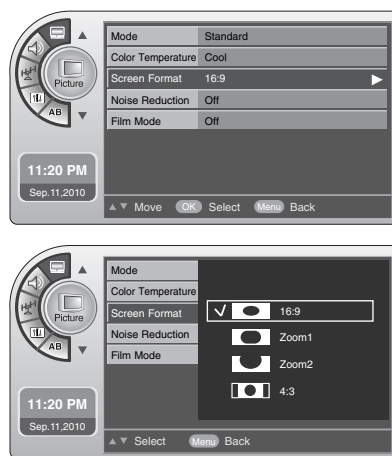 Mode Standard
Color Temperature Cool
Screen Format 16:9
Noise Reduction Off
Film Mode Off
Picture
AB
11:20 PM
Sep.11,2010
Move OK Select Menu Back
Mode
Color Temperature
Screen Format
Noise Reduction
Film Mode
16:9
Zoom1
Zoom2
4:3
Picture
AB
11:20 PM
Sep.11,2010
Select Menu Back